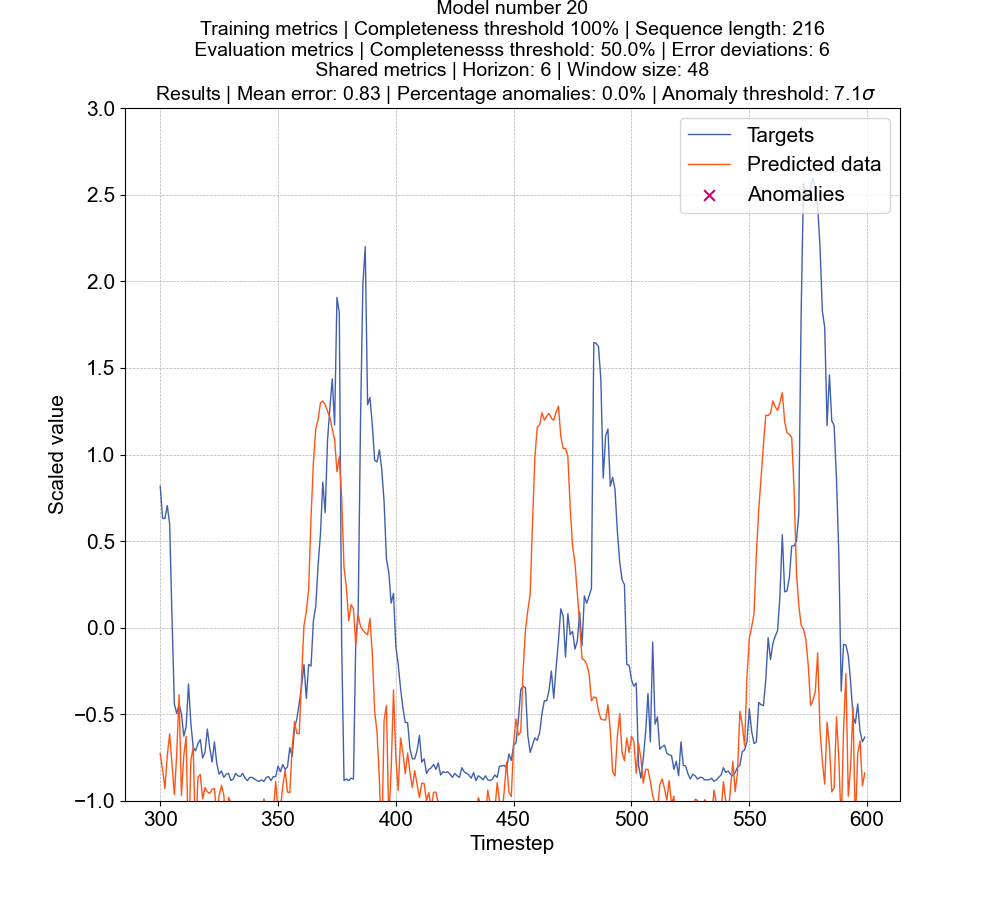 Model number 20
Training metrics | Completeness threshold 100% | Sequence length: 216
Evaluation metrics | Completenesss threshold: 50.0% | Error deviations: 6
Shared metrics | Horizon: 6 | Window size: 48
Results | Mean error: 0.83 | Percentage anomalies: 0.0% | Anomaly threshold: 7.1σ
3.0
2.5
2.0
1.5
1.0
0.5
0.0
−0.5
−1.0
Scaled value
Targets
Predicted data
Anomalies
300 350 400 450 500 550 600
Timestep